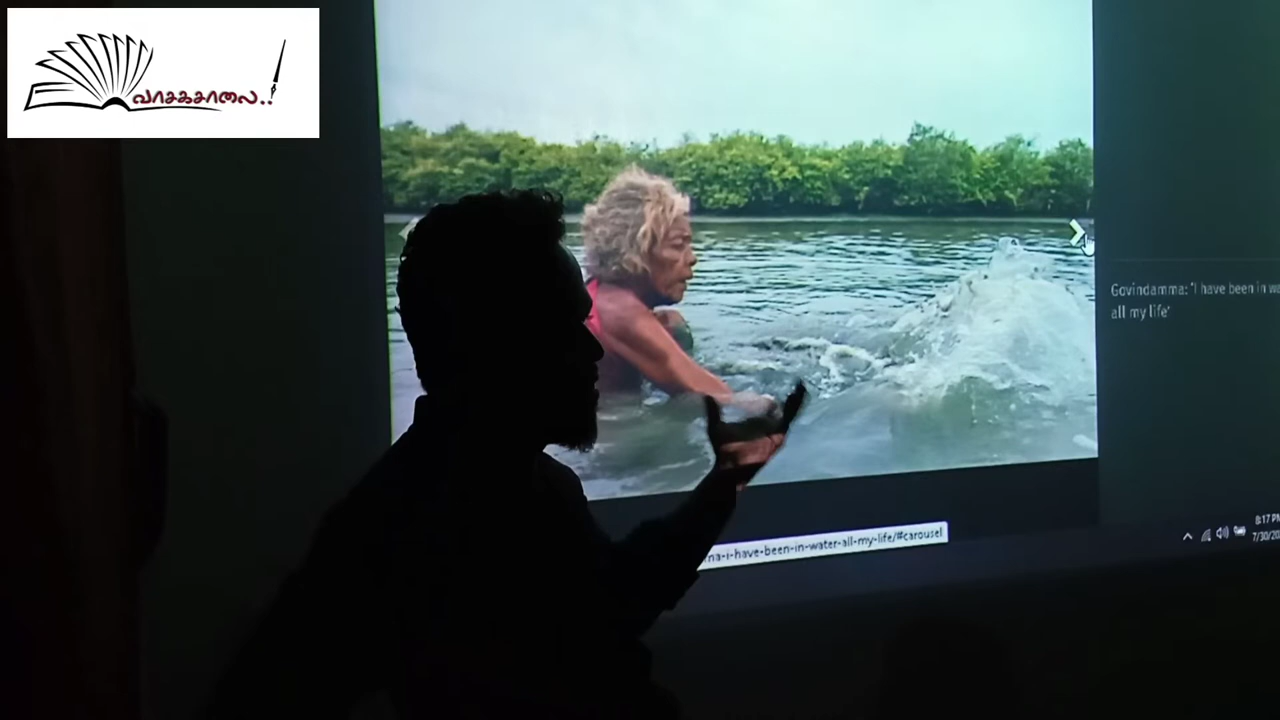 வாசகசாலை..!
Govindamma: 'I have been in wa
all my life'
na-i-have-been-in-water-all-my-life/#carousel
8:17 PM
7/30/20